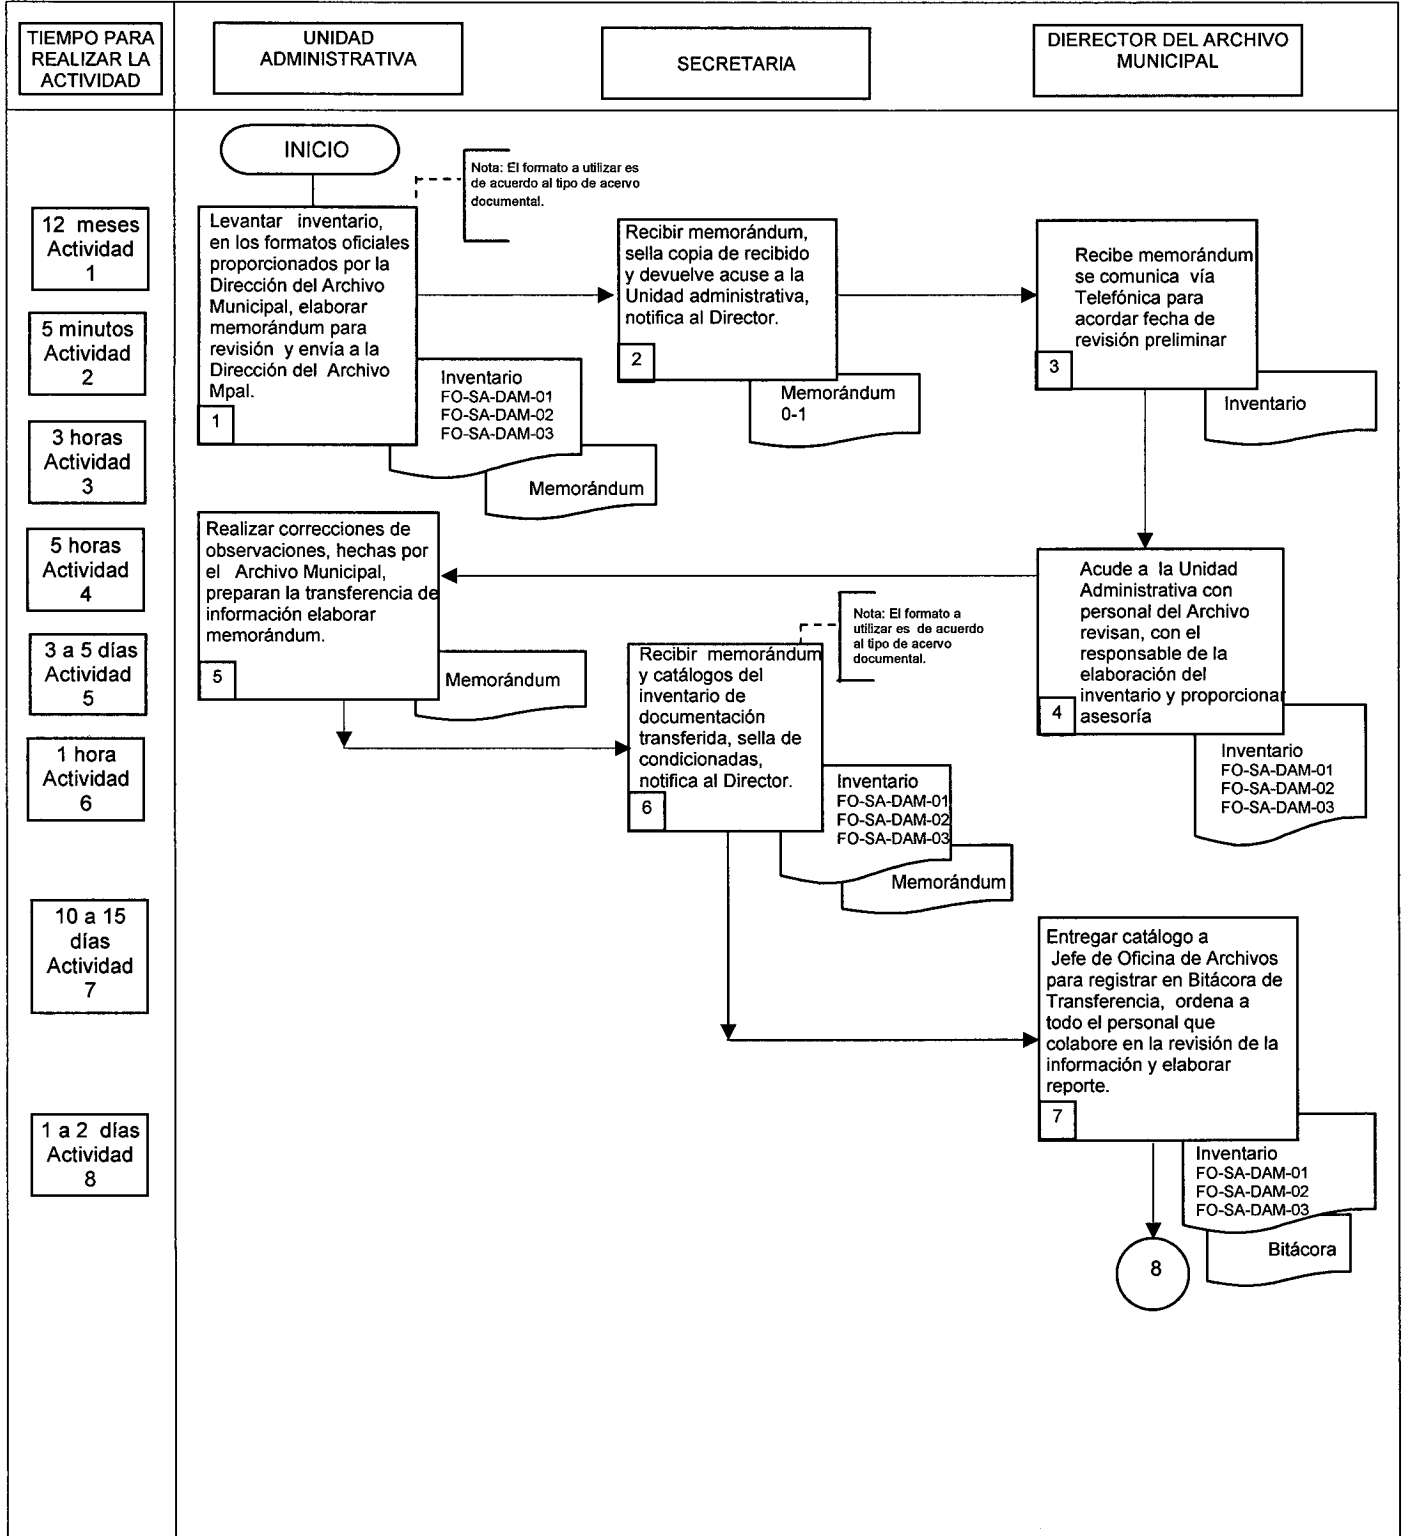 TIEMPO PARA
REALIZAR LA
ACTIVIDAD
UNIDAD
ADMINISTRATIVA
SECRETARIA
DIERECTOR DEL ARCHIVO
MUNICIPAL
12 meses
Actividad
1
5 minutos
Actividad
2
3 horas
Actividad
3
5 horas
Actividad
4
3 a 5 días
Actividad
5
1 hora
Actividad
6
10 a 15
días
Actividad
7
1 a 2 días
Actividad
8
INICIO
Nota: El formato a utilizar es
de acuerdo al tipo de acervo
documental.
Levantar inventario,
en los formatos oficiales
proporcionados por la
Dirección del Archivo
Municipal, elaborar
memorándum para
revisión y envía a la
Dirección del Archivo
Mpal.
1
Inventario
FO-SA-DAM-01
FO-SA-DAM-02
FO-SA-DAM-03
Memorándum
Recibir memorándum,
sella copia de recibido
y devuelve acuse a la
Unidad administrativa,
notifica al Director.
2
Memorándum
0-1
Recibe memorándum
se comunica vía
Telefónica para
acordar fecha de
revisión preliminar
3
Inventario
Acude a la Unidad
Administrativa con
personal del Archivo
revisan, con el
responsable de la
elaboración del
inventario y proporcionar
asesoría
4
Inventario
FO-SA-DAM-01
FO-SA-DAM-02
FO-SA-DAM-03
Realizar correcciones de
observaciones, hechas por
el Archivo Municipal,
preparan la transferencia de
información elaborar
memorándum.
5
Memorándum
Nota: El formato a
utilizar es de acuerdo
al tipo de acervo
documental.
Recibir memorándum
y catálogos del
inventario de
documentación
transferida, sella de
condicionadas,
notifica al Director.
6
Inventario
FO-SA-DAM-01
FO-SA-DAM-02
FO-SA-DAM-03
Memorándum
Entregar catálogo a
Jefe de Oficina de Archivos
para registrar en Bitácora de
Transferencia, ordena a
todo el personal que
colabore en la revisión de la
información y elaborar
reporte.
7
Inventario
FO-SA-DAM-01
FO-SA-DAM-02
FO-SA-DAM-03
Bitácora
8